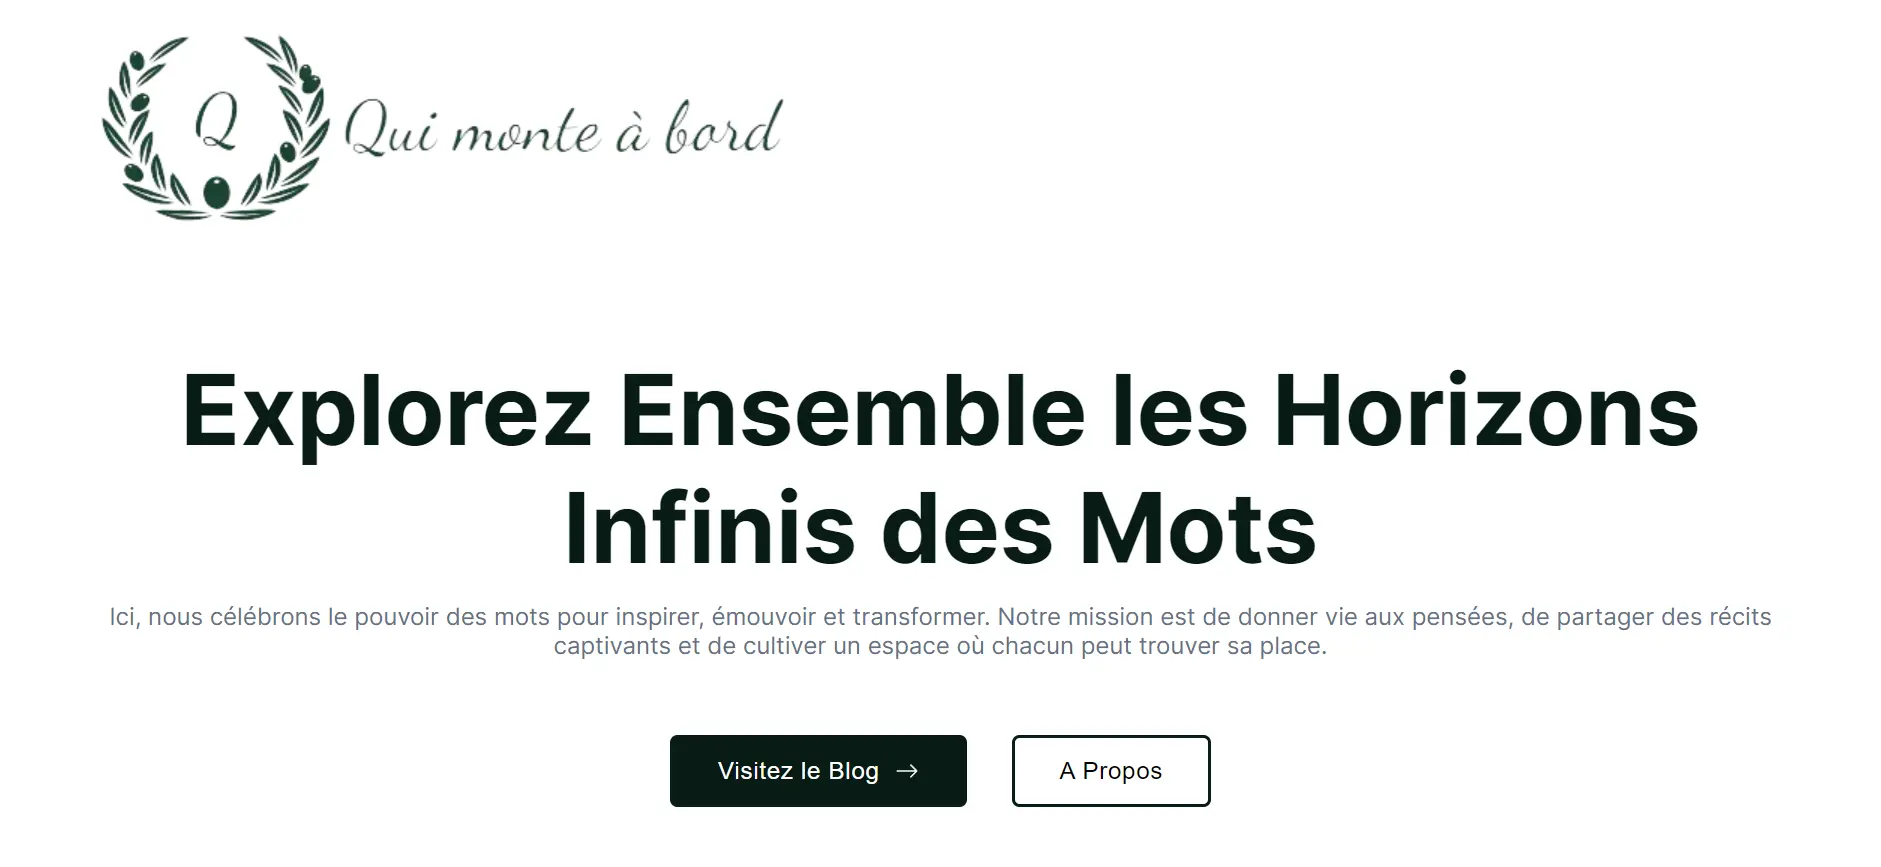 Q
Qui monte à bord
Explorez Ensemble les Horizons
Infinis des Mots
Ici, nous célébrons le pouvoir des mots pour inspirer, émouvoir et transformer. Notre mission est de donner vie aux pensées, de partager des récits
captivants et de cultiver un espace où chacun peut trouver sa place.
Visitez le Blog →
A Propos